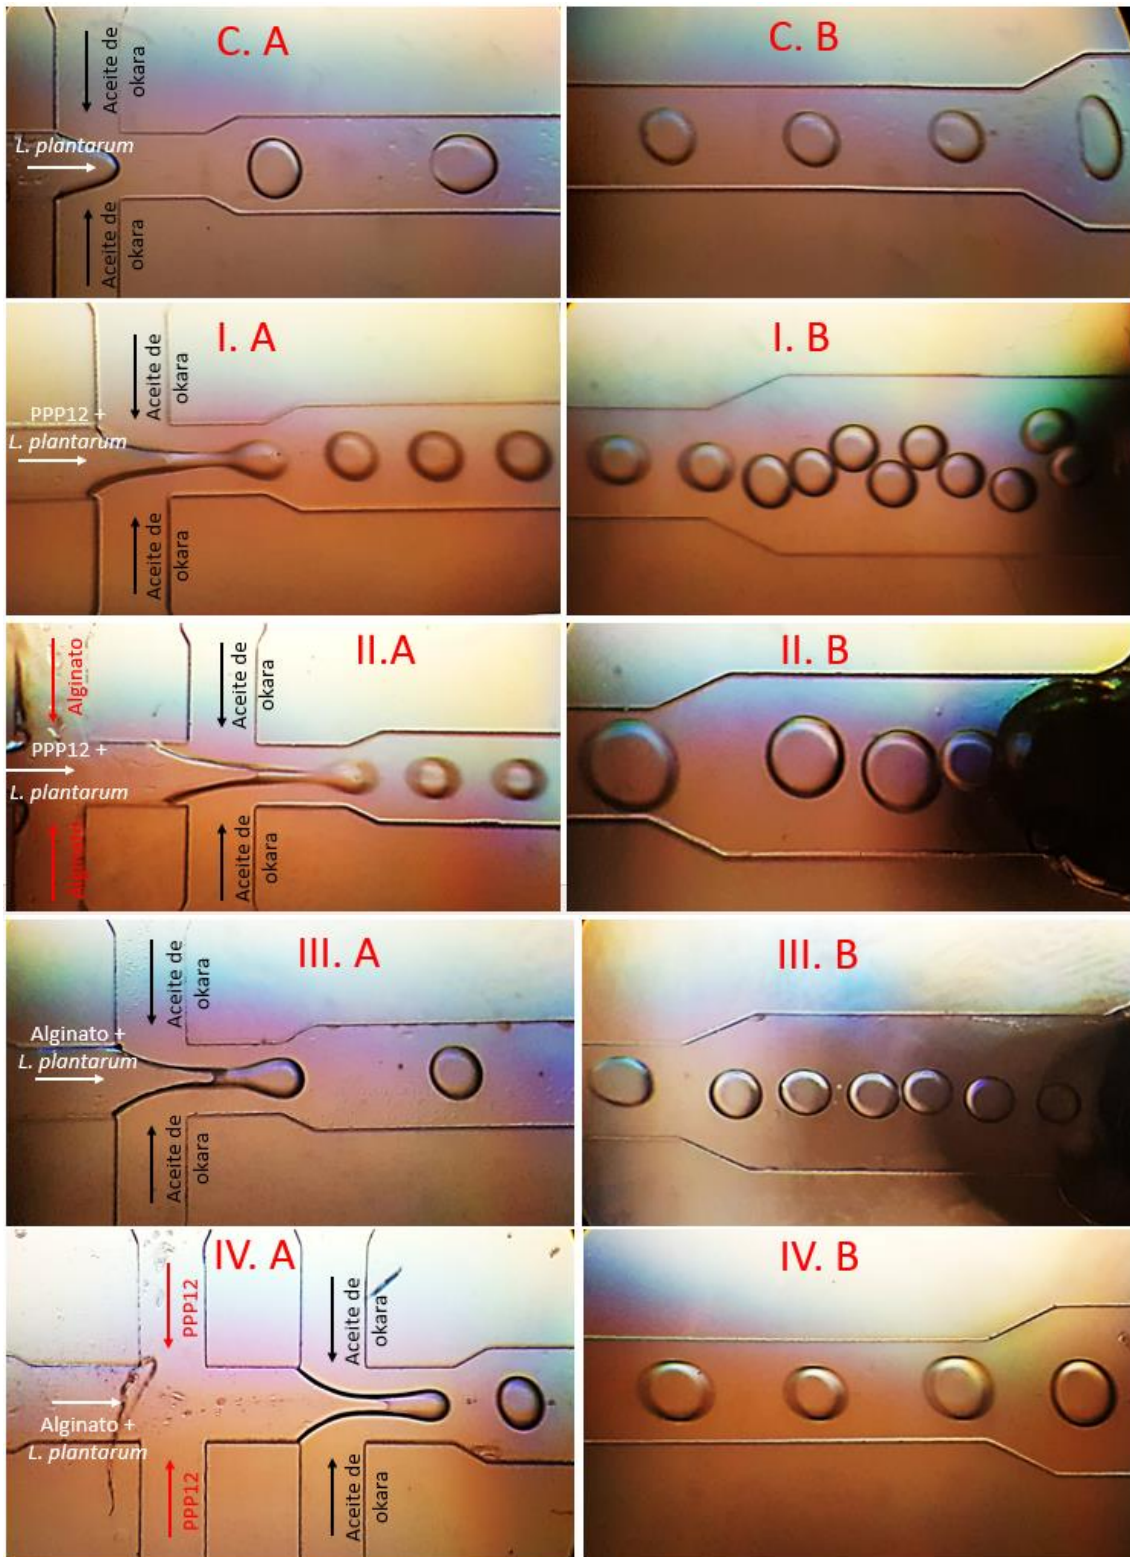 C. A
Aceite de
okara
L. plantarum
Aceite de
okara
C. B
I. A
Aceite de
okara
PPP12 +
L. plantarum
Aceite de
okara
I. B
II.A
Alginato
Aceite de
okara
PPP12 +
L. plantarum
Alginato
Aceite de
okara
II. B
III. A
Aceite de
okara
Alginato +
L. plantarum
Aceite de
okara
III. B
IV. A
PPP12
Aceite de
okara
Alginato +
L. plantarum
PPP12
Aceite de
okara
IV. B